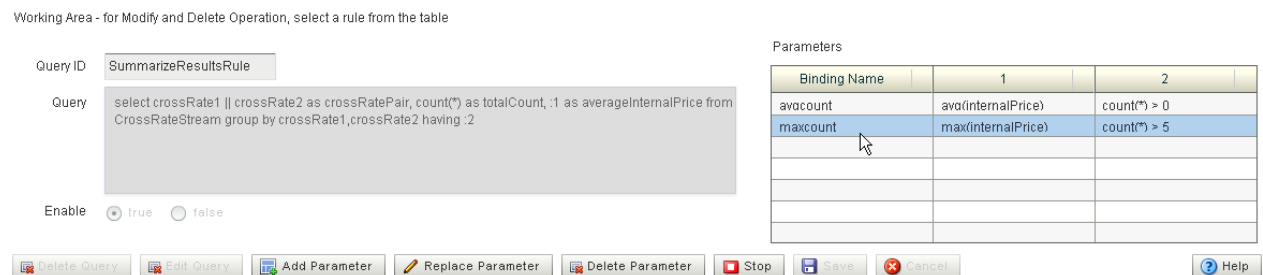 Working Area - for Modify and Delete Operation, select a rule from the table
Parameters
Query ID SummarizeResultsRule
Query select crossRate1 || crossRate2 as crossRatePair, count(*) as totalCount, :1 as averageInternalPrice from
CrossRateStream group by crossRate1,crossRate2 having :2
Binding Name 1 2
avgcount avg(internalPrice) count(*) > 0
maxcount max(internalPrice) count(*) > 5
Enable true false
Delete Query Edit Query Add Parameter Replace Parameter Delete Parameter Stop Save Cancel Help